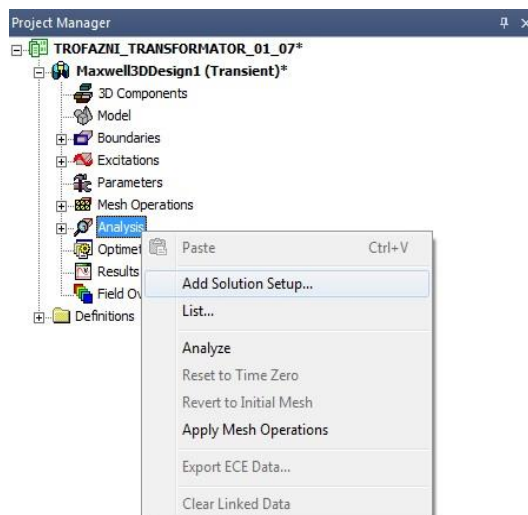 Project Manager
TROFAZNI_TRANSFORMATOR_01_07*
Maxwell3DDesign1 (Transient)*
3D Components
Model
Boundaries
Excitations
Parameters
Mesh Operations
Analysis
Optimet
Results
Field Ov
Definitions
Paste Ctrl+V
Add Solution Setup...
List...
Analyze
Reset to Time Zero
Revert to Initial Mesh
Apply Mesh Operations
Export ECE Data...
Clear Linked Data